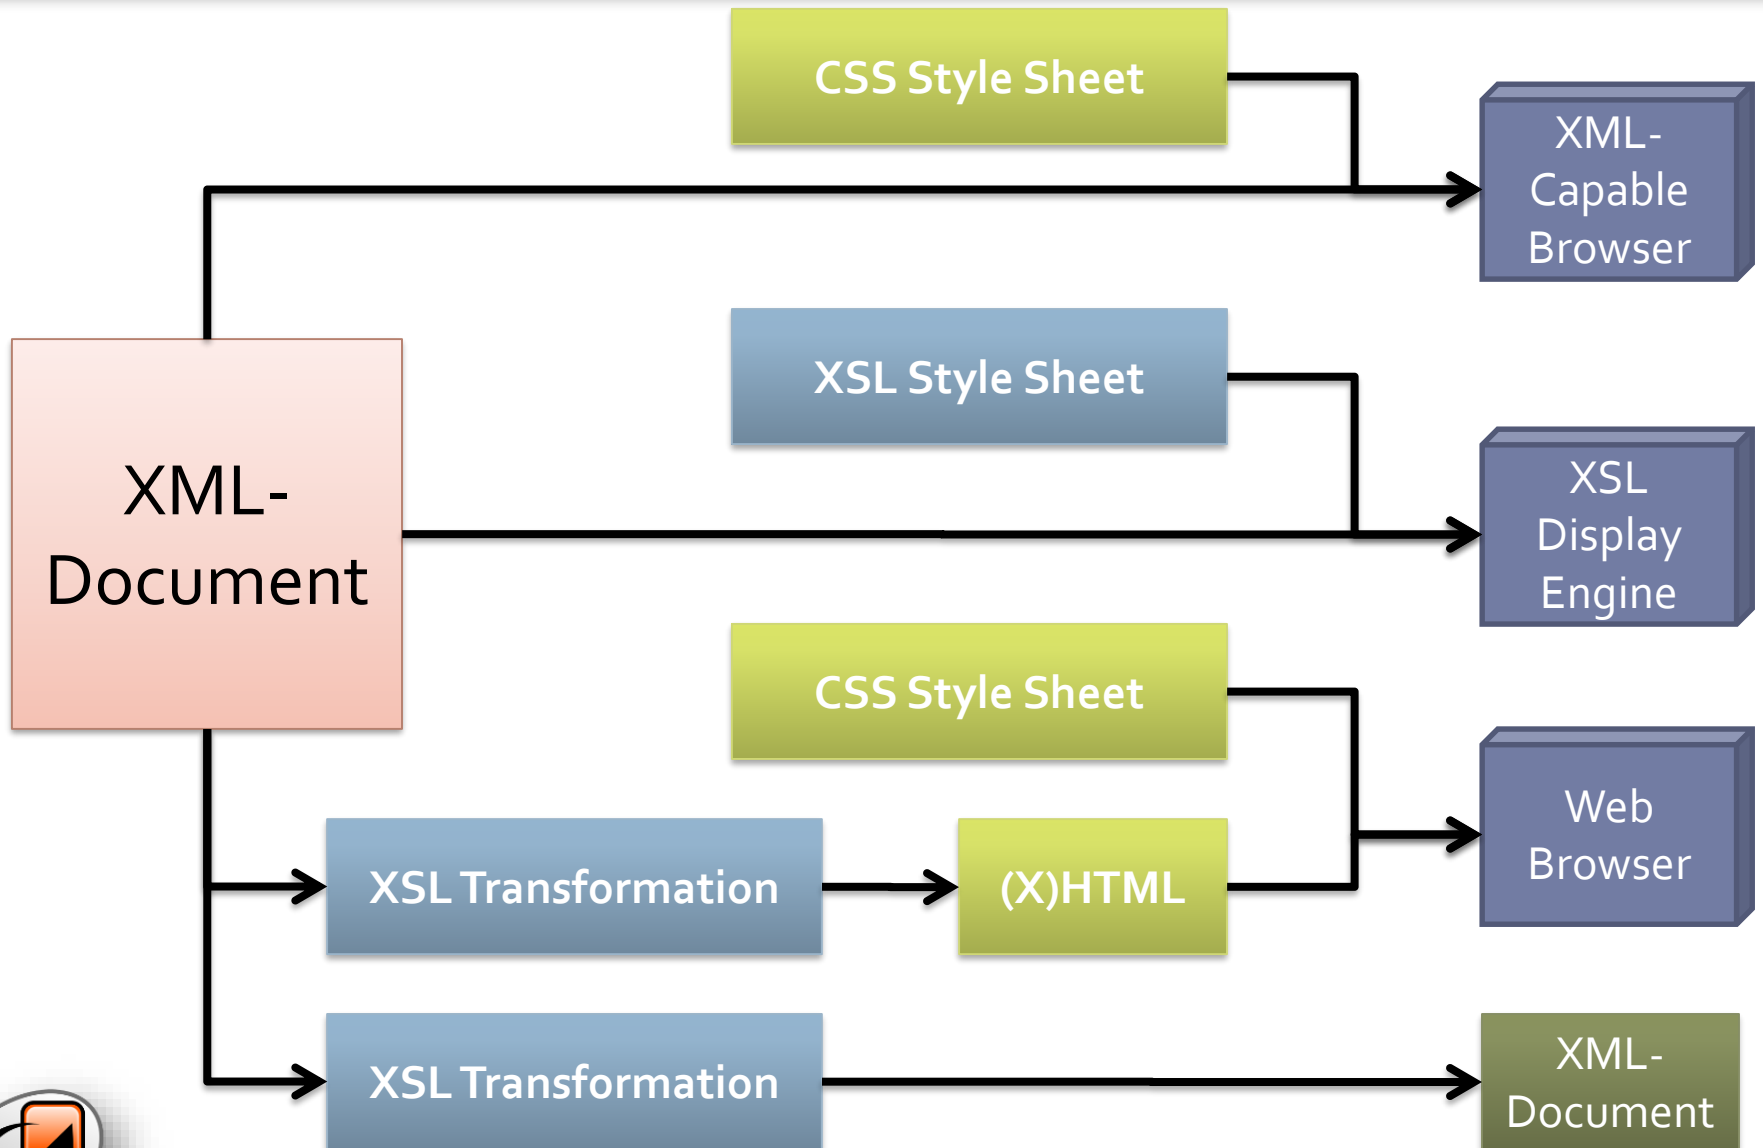 CSS Style Sheet
XML-
Capable
Browser
XSL Style Sheet
XML-
Document
XSL
Display
Engine
CSS Style Sheet
Web
Browser
XSL Transformation
(X)HTML
XSL Transformation
XML-
Document